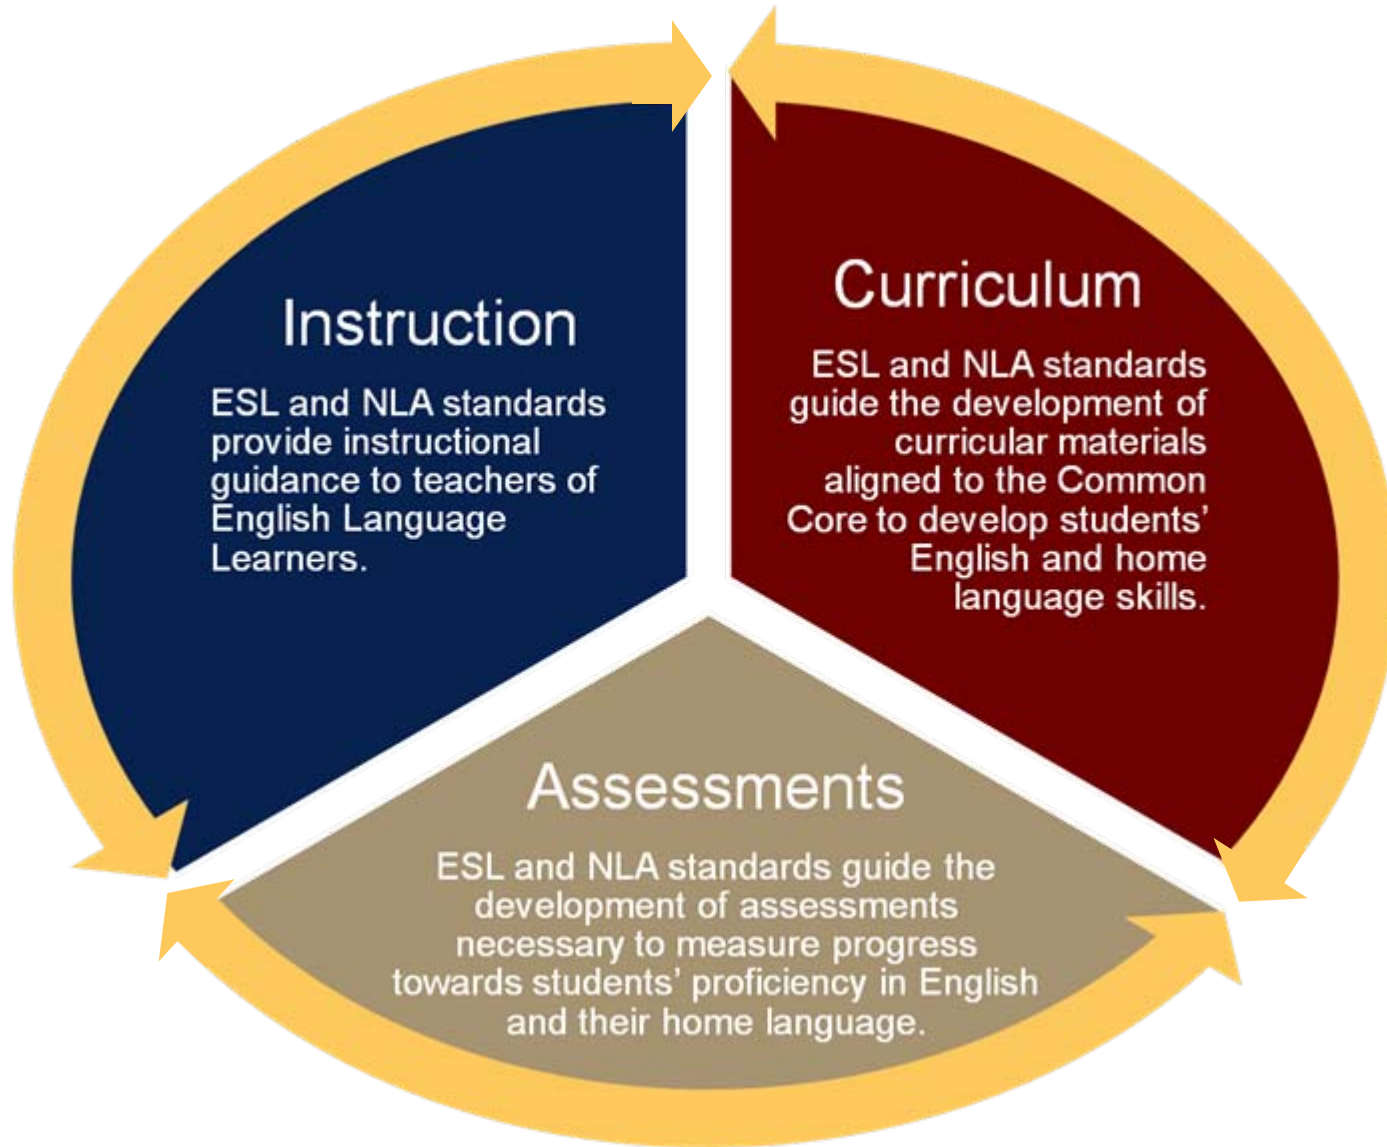 Instruction
ESL and NLA standards
provide instructional
guidance to teachers of
English Language
Learners.
Curriculum
ESL and NLA standards
guide the development of
curricular materials
aligned to the Common
Core to develop students’
English and home
language skills.
Assessments
ESL and NLA standards guide the
development of assessments
necessary to measure progress
towards students’ proficiency in English
and their home language.